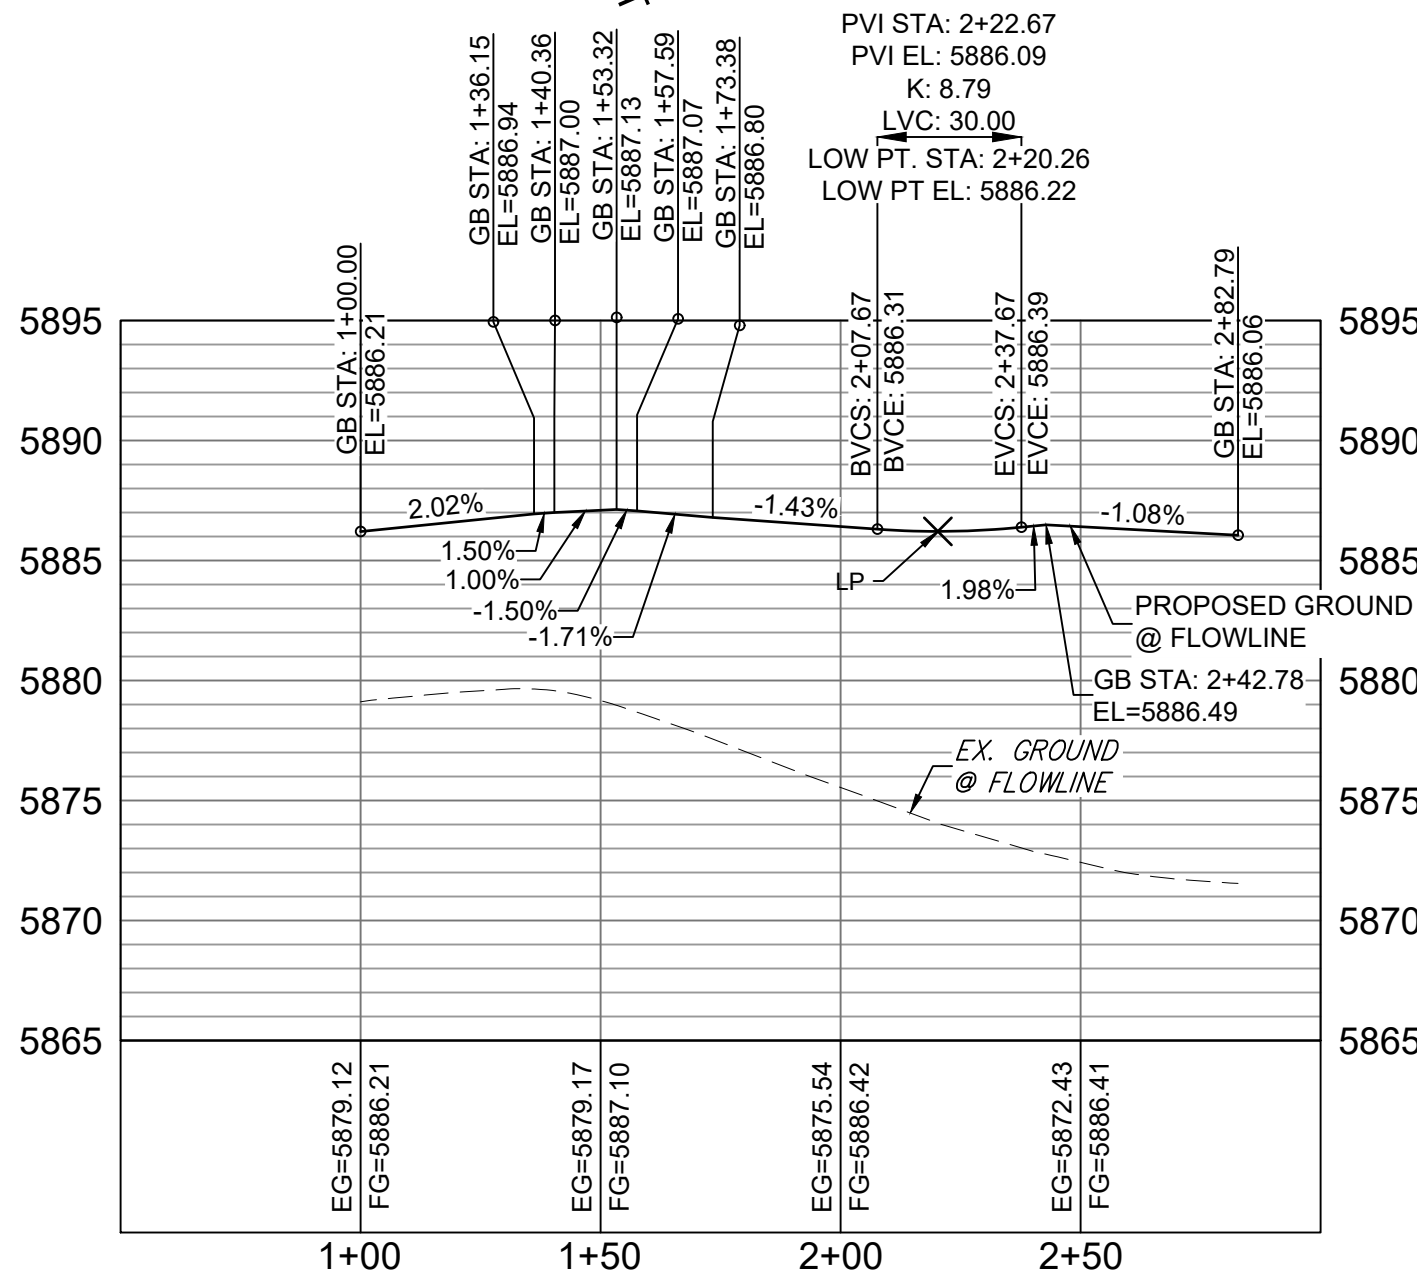 PVI STA: 2+22.67
PVI EL: 5886.09
K: 8.79
LVC: 30.00
LOW PT. STA: 2+20.26
LOW PT EL: 5886.22
GB STA: 1+36.15
EL=5886.94
GB STA: 1+40.36
EL=5887.00
GB STA: 1+53.32
EL=5887.13
GB STA: 1+57.59
EL=5887.07
GB STA: 1+73.38
EL=5886.80
GB STA: 1+00.00
EL=5886.21
BVCS: 2+07.67
BVCE: 5886.31
EVCS: 2+37.67
EVCE: 5886.39
GB STA: 2+82.79
EL=5886.06
5895
5895
5890
5890
2.02%
-1.43%
-1.08%
5885
5885
1.50%
1.00%
-1.50%
-1.71%
LP
1.98%
PROPOSED GROUND
@ FLOWLINE
5880
5880
GB STA: 2+42.78
EL=5886.49
EX. GROUND
@ FLOWLINE
5875
5875
5870
5870
5865
5865
EG=5879.12
FG=5886.21
EG=5879.17
FG=5887.10
EG=5875.54
FG=5886.42
EG=5872.43
FG=5886.41
1+00
1+50
2+00
2+50